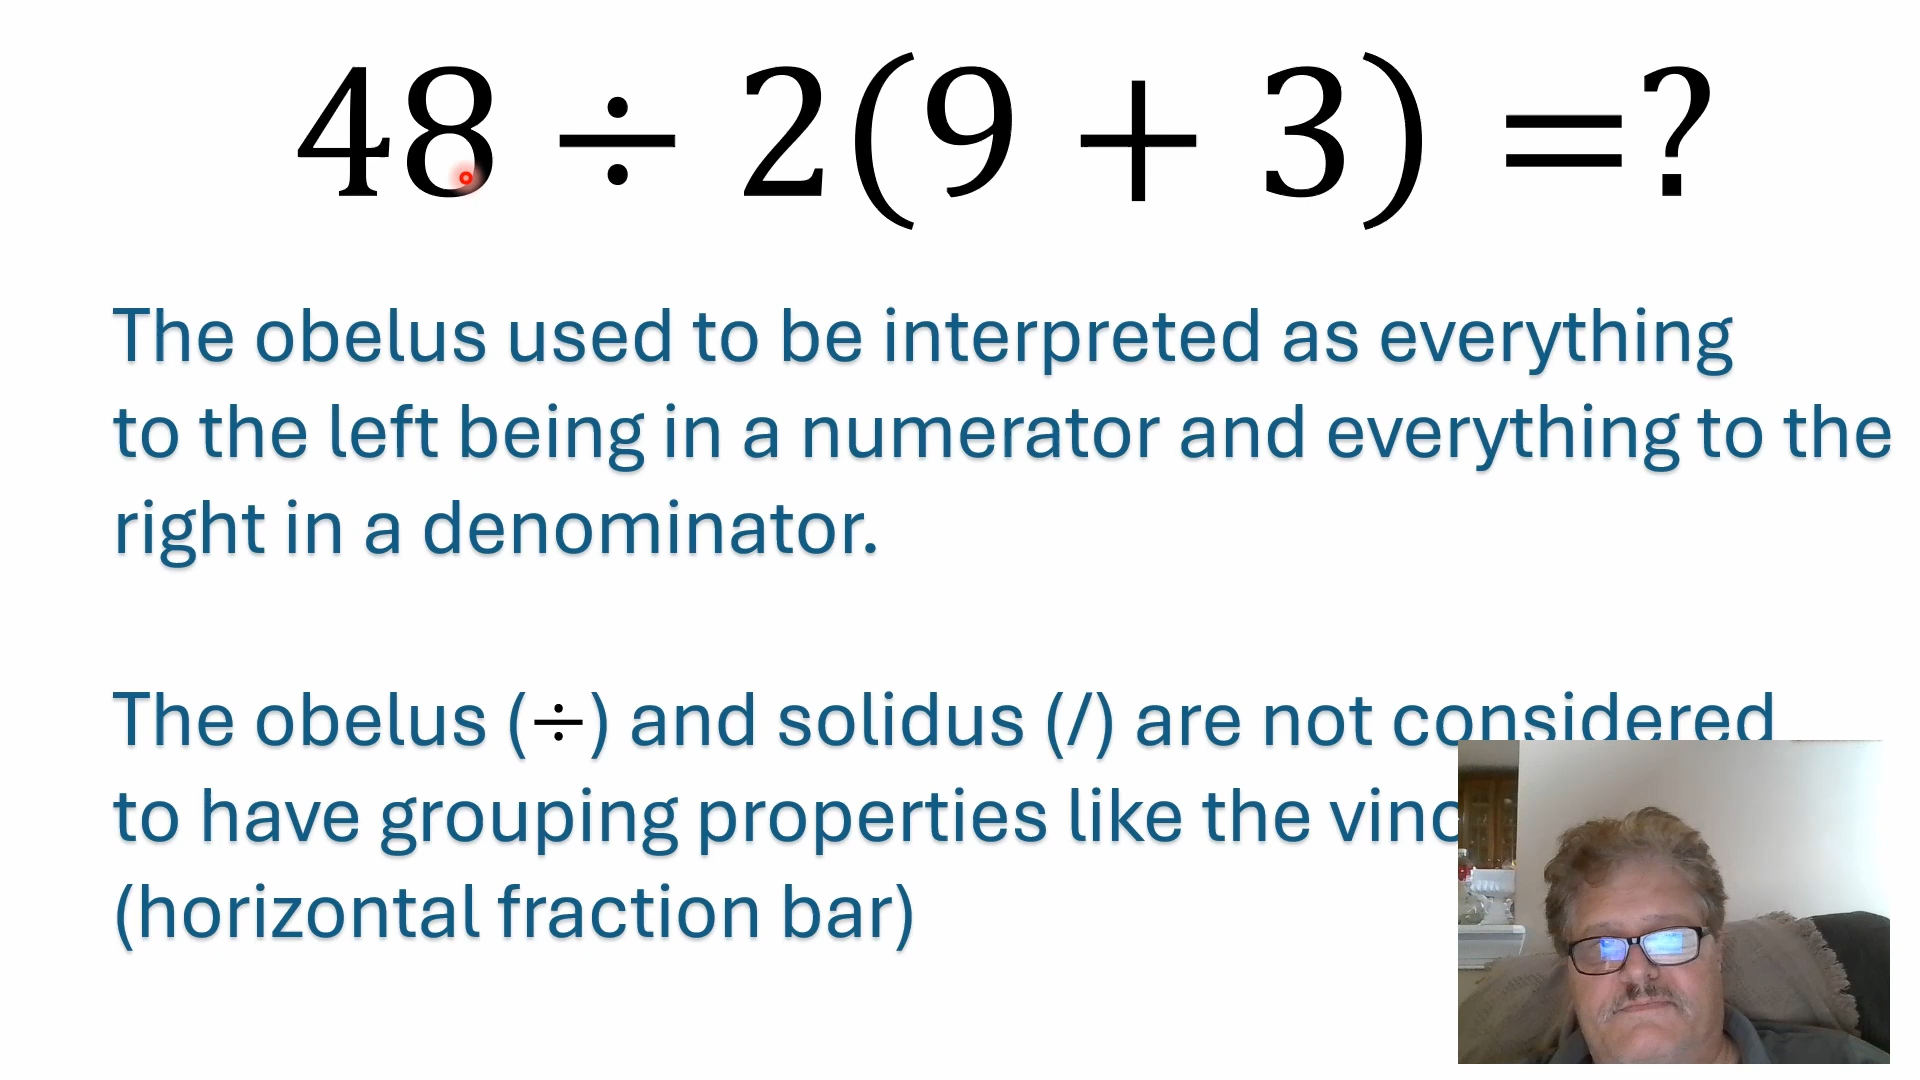 48 ÷ 2(9 + 3) =?
The obelus used to be interpreted as everything
to the left being in a numerator and everything to the
right in a denominator.
The obelus (÷) and solidus (/) are not considered
to have grouping properties like the
(horizontal fraction bar)